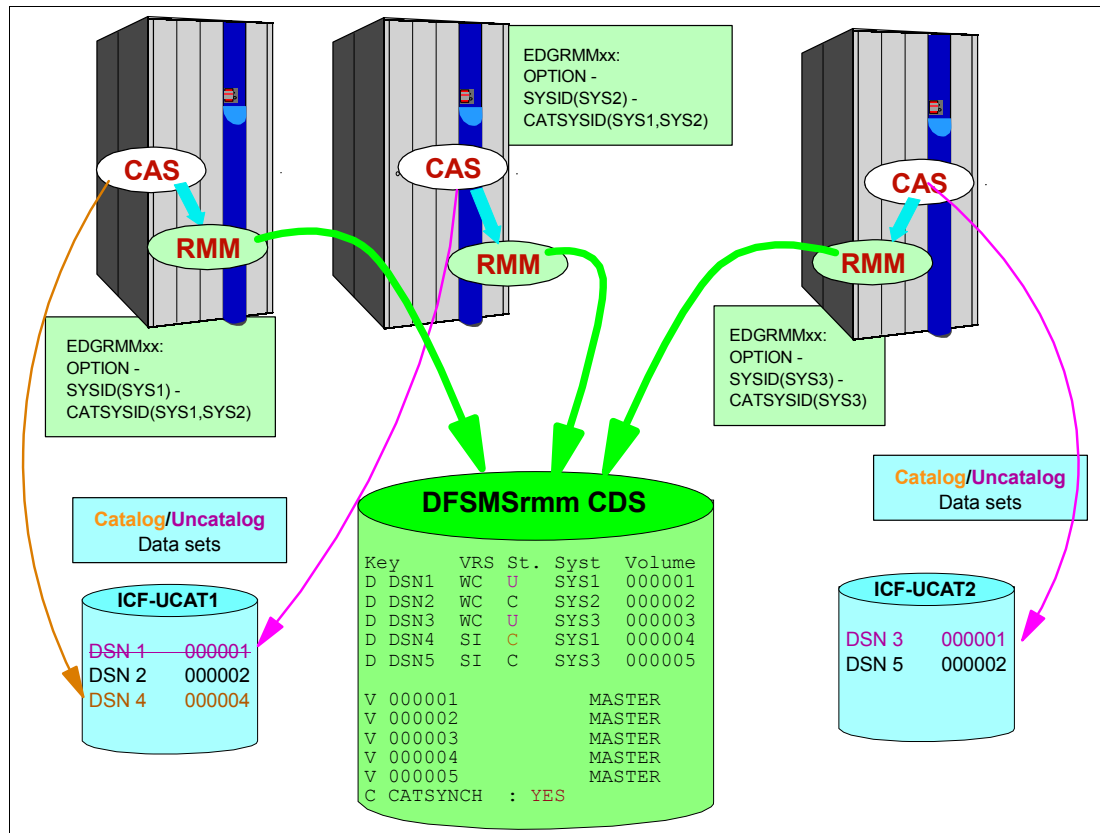 CAS
RMM
EDGRMMxx:
OPTION -
SYSID(SYS1) -
CATSYSID(SYS1,SYS2)
CAS
RMM
EDGRMMxx:
OPTION -
SYSID(SYS2) -
CATSYSID(SYS1,SYS2)
CAS
RMM
EDGRMMxx:
OPTION -
SYSID(SYS3) -
CATSYSID(SYS3)
Catalog/Uncatalog
Data sets
ICF-UCAT1
DSN 1 000001
DSN 2 000002
DSN 4 000004
DFSMSrmm CDS
Key VRS St. Syst Volume
D DSN1 WC U SYS1 000001
D DSN2 WC C SYS2 000002
D DSN3 WC U SYS3 000003
D DSN4 SI C SYS1 000004
D DSN5 SI C SYS3 000005
V 000001 MASTER
V 000002 MASTER
V 000003 MASTER
V 000004 MASTER
V 000005 MASTER
C CATSYNCH : YES
Catalog/Uncatalog
Data sets
ICF-UCAT2
DSN 3 000001
DSN 5 000002